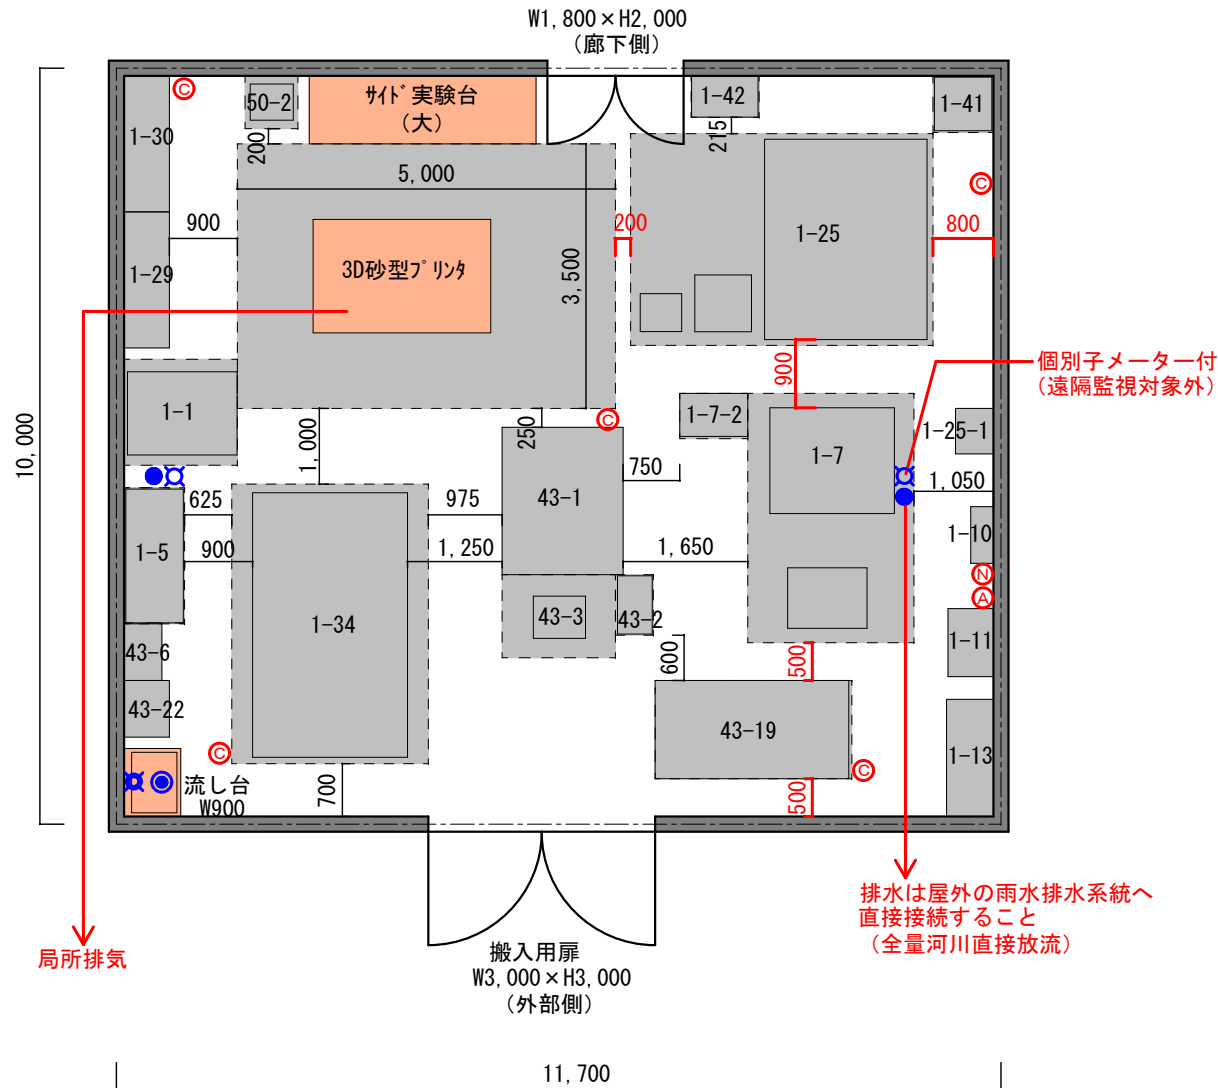 W1,800×H2,000
(廊下側)
1-30
50-2
ｻｲﾄﾞ実験台
(大)
1-42
1-41
200
215
5,000
900
200
1-25
800
1-29
3D砂型ﾌﾟﾘﾝﾀ
3,500
900
個別子メーター付
(遠隔監視対象外)
10,000
1-1
1,000
250
1-7-2
1-25-1
1-7
750
1,050
625
975
43-1
1-10
1-5
900
1,250
1,650
N
A
1-34
43-3
43-2
1-11
43-6
600
500
43-22
43-19
1-13
C
C
C
C
C
流し台
W900
700
500
排水は屋外の雨水排水系統へ
直接接続すること
(全量河川直接放流)
局所排気
搬入用扉
W3,000×H3,000
(外部側)
11,700